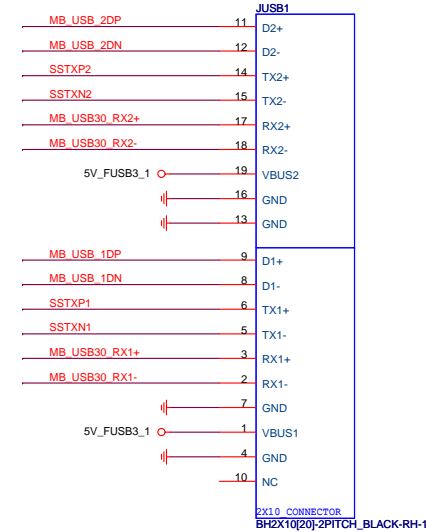 JUSB1
MB_USB_2DP 11 D2+
MB_USB_2DN 12 D2-
SSTXP2 14 TX2+
SSTXN2 15 TX2-
MB_USB30_RX2+ 17 RX2+
MB_USB30_RX2- 18 RX2-
5V_FUSB3_1 19 VBUS2
16 GND
13 GND
MB_USB_1DP 9 D1+
MB_USB_1DN 8 D1-
SSTXP1 6 TX1+
SSTXN1 5 TX1-
MB_USB30_RX1+ 3 RX1+
MB_USB30_RX1- 2 RX1-
7 GND
5V_FUSB3_1 1 VBUS1
4 GND
10 NC
2X10_CONNECTOR
BH2X10[20]-2PITCH_BLACK-RH-1